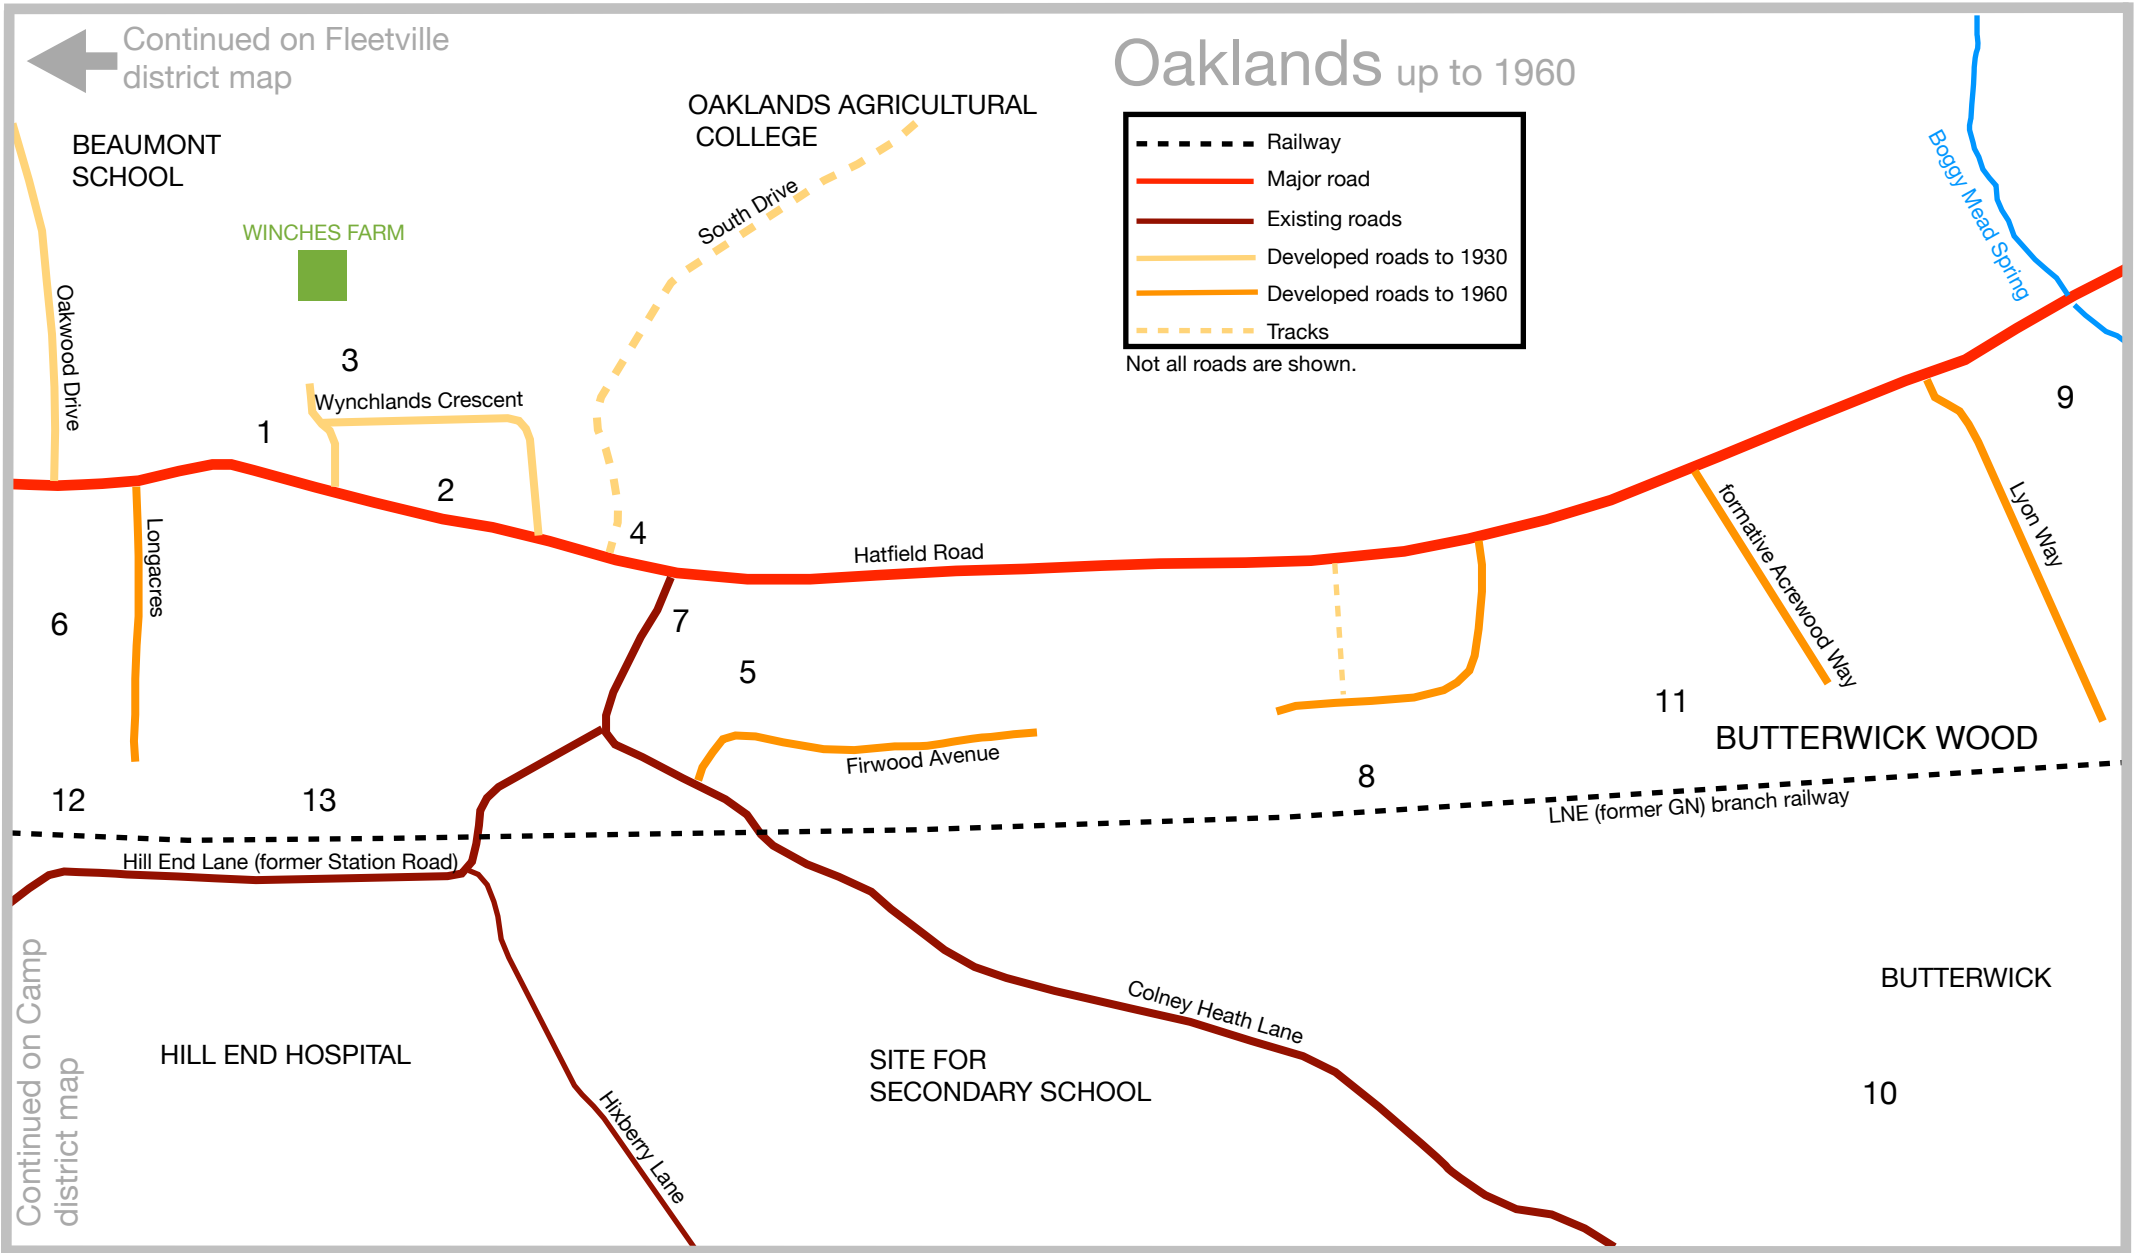 Continued on Fleetville
district map
Oaklands up to 1960
OAKLANDS AGRICULTURAL
COLLEGE
BEAUMONT
SCHOOL
Railway
Major road
Existing roads
Developed roads to 1930
Developed roads to 1960
Tracks
Not all roads are shown.
Boggy Mead Spring
South Drive
WINCHES FARM
Oakwood Drive
3
Wynchlands Crescent
1
2
4
Hatfield Road
9
Longacres
formative Acrewood Way
Lyon Way
6
7
5
11
BUTTERWICK WOOD
Firwood Avenue
8
12
13
LNE (former GN) branch railway
Hill End Lane (former Station Road)
Continued on Camp
district map
HILL END HOSPITAL
Hixberry Lane
SITE FOR
SECONDARY SCHOOL
Colney Heath Lane
BUTTERWICK
10